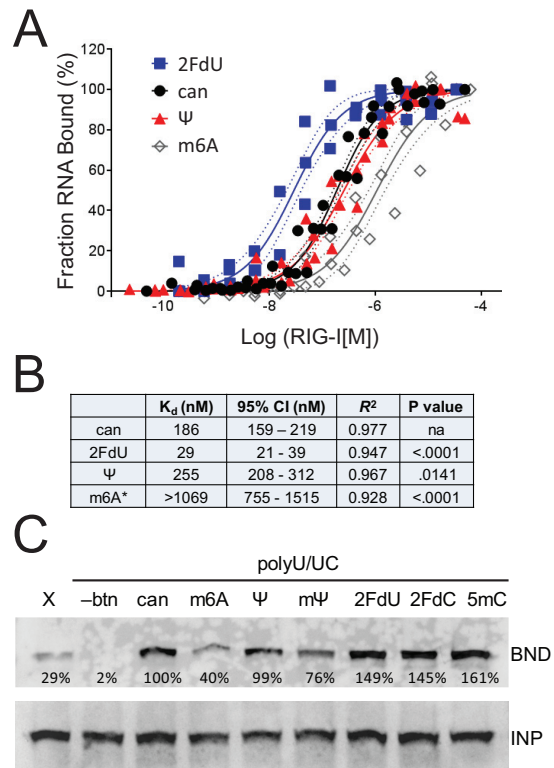 A
Fraction RNA Bound (%)
120
100
80
60
40
20
0
2FdU
can
Ψ
m6A
-10
-8
-6
-4
Log (RIG-I[M])
B
Kd (nM) 95% CI (nM) R2 P value
can 186 159 – 219 0.977 na
2FdU 29 21 - 39 0.947 <.0001
Ψ 255 208 - 312 0.967 .0141
m6A* >1069 755 - 1515 0.928 <.0001
C
polyU/UC
X –btn can m6A Ψ mΨ 2FdU 2FdC 5mC
BND
29% 2% 100% 40% 99% 76% 149% 145% 161%
INP